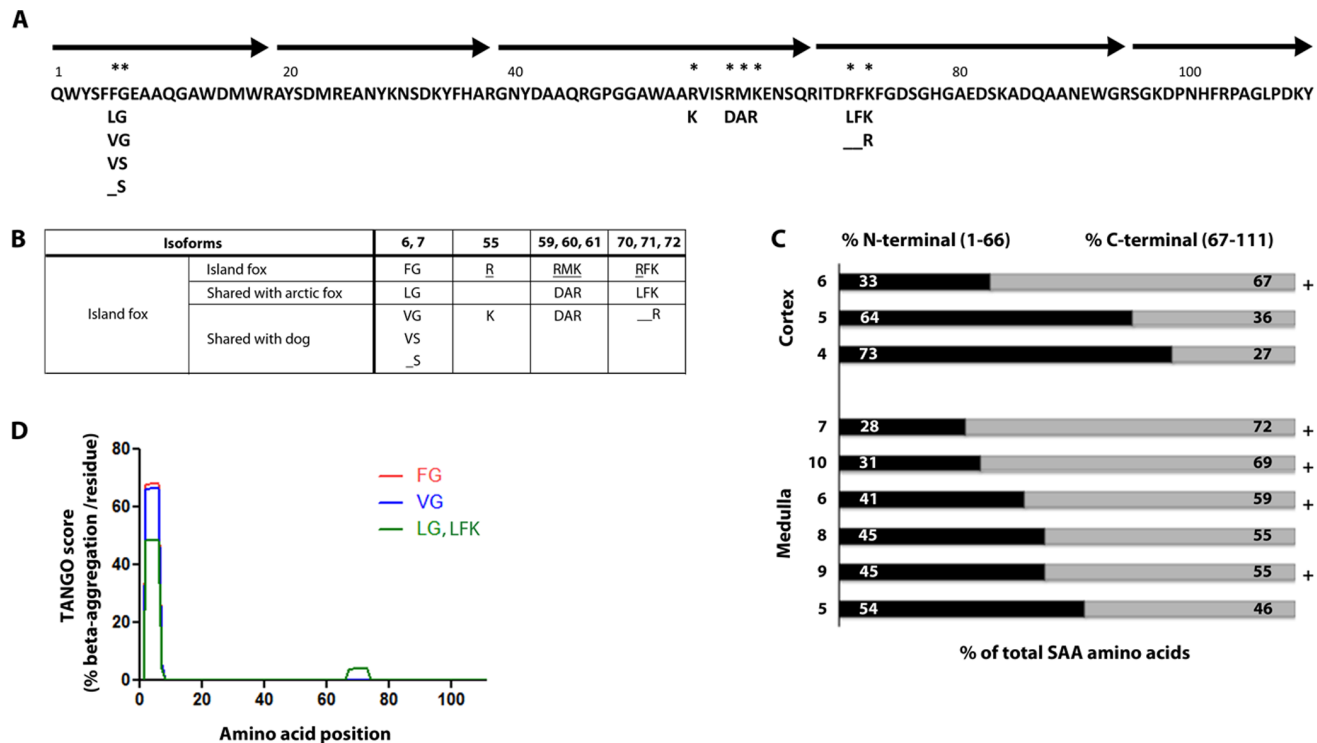 A
1 ** 20 40 * * * * * * 80 100
QWYSFFGEAAQGAWDMWRAYSDMREANYKNSDKYFHARGNYDAAQRGPGGAWAARVISRMKENSQRITDRFKFGDSGHGAEDSKADQAANEWGRSGKDPNHFRPAGLPDKY
LG K DAR LFK
VG __R
VS
_S
B
Isoforms 6, 7 55 59, 60, 61 70, 71, 72
Island fox FG R RMK RFK
Shared with arctic fox LG DAR LFK
Island fox
VG K DAR __R
Shared with dog VS
_S
C
% N-terminal (1-66) % C-terminal (67-111)
Cortex
6 33 67 +
5 64 36
4 73 27
Medulla
7 28 72 +
10 31 69 +
6 41 59 +
8 45 55
9 45 55 +
5 54 46
% of total SAA amino acids
D
TANGO score
(% beta-aggregation /residue)
80
60
40
20
0
0 20 40 60 80 100
Amino acid position
FG
VG
LG, LFK